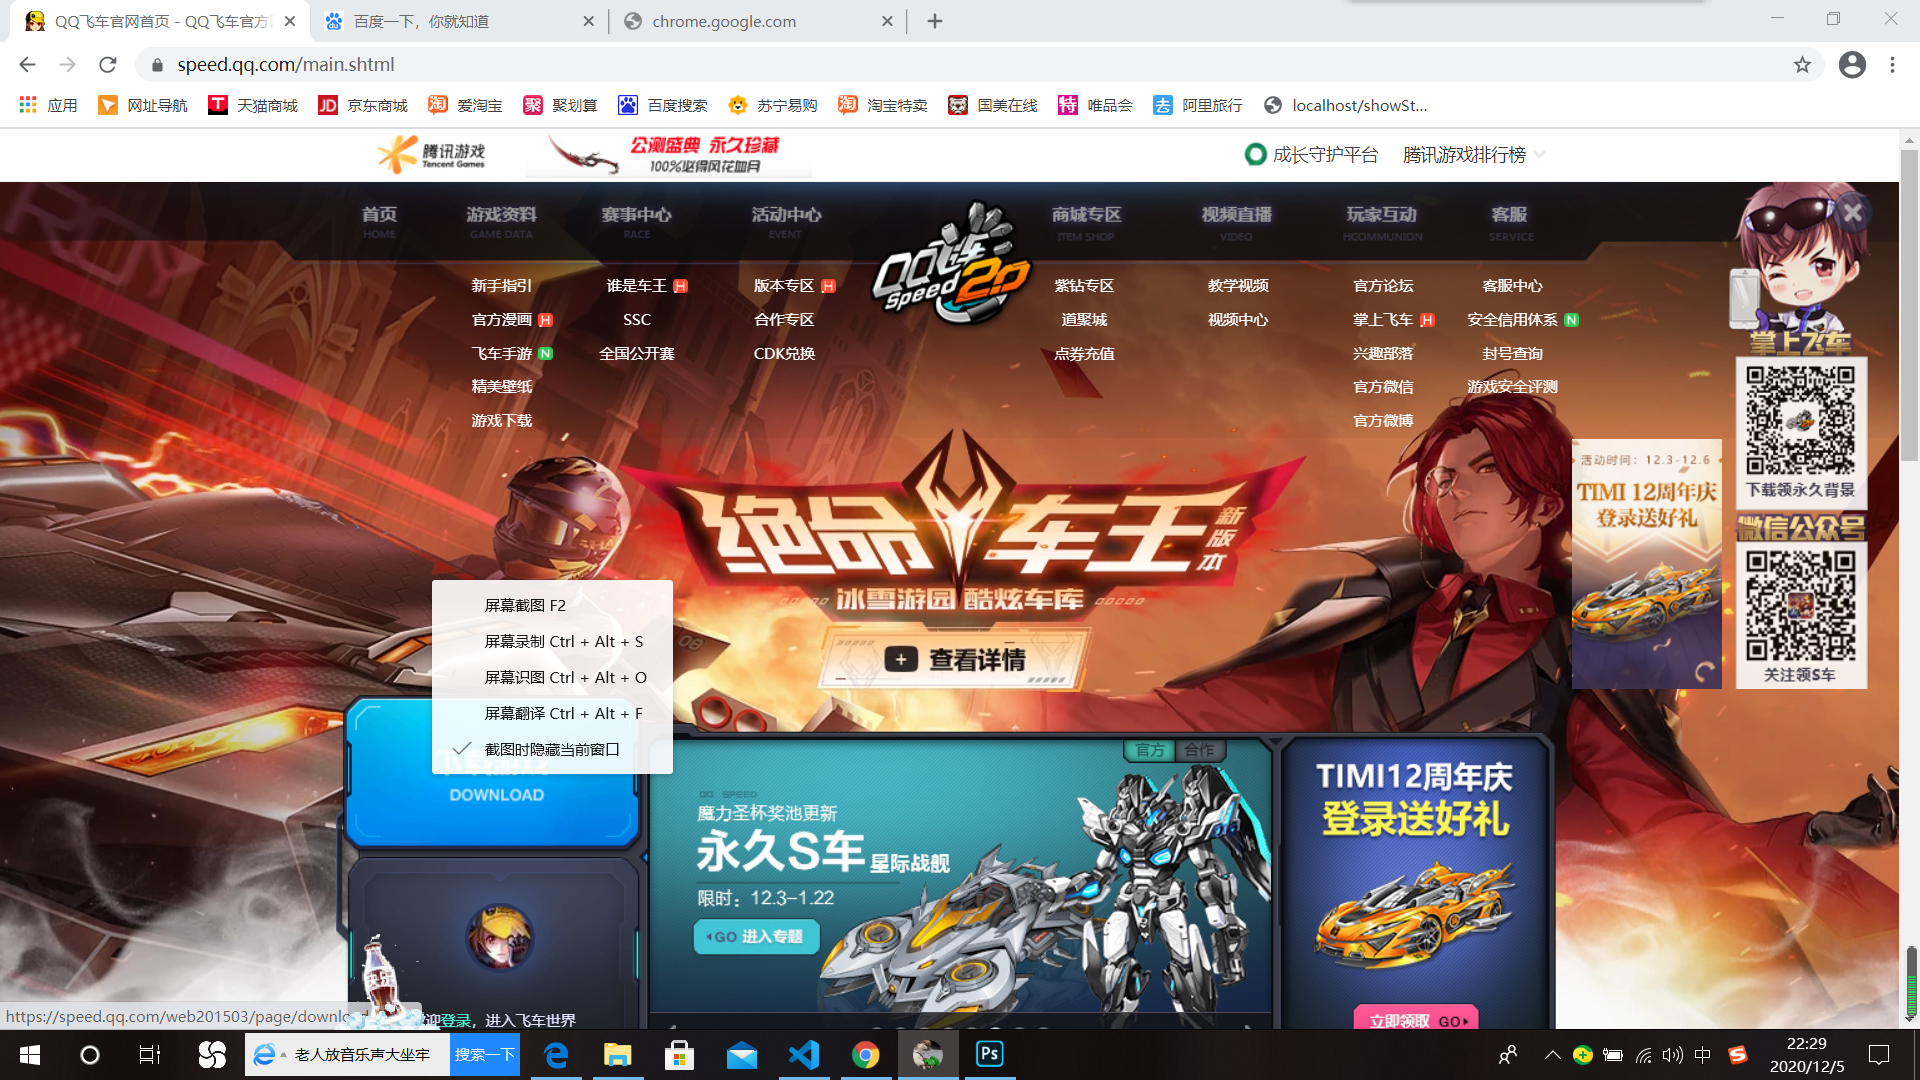 QQ飞车官网首页 - QQ飞车官方
百度一下，你就知道
chrome.google.com
speed.qq.com/main.shtml
应用
网址导航
天猫商城
京东商城
爱淘宝
聚划算
百度搜索
苏宁易购
淘宝特卖
国美在线
唯品会
阿里旅行
localhost/showSt...
腾讯游戏
Tencent Games
公测盛典 永久珍藏
100%必得风花血月
成长守护平台
腾讯游戏排行榜
首页
HOME
游戏资料
GAME DATA
赛事中心
RACE
活动中心
EVENT
QQ飞车
Speed 2.0
商城专区
ITEM SHOP
视频直播
VIDEO
玩家互动
HCOMMUNION
客服
SERVICE
新手指引
谁是车王 H
版本专区 H
紫钻专区
教学视频
官方论坛
客服中心
官方漫画 H
SSC
合作专区
道聚城
视频中心
掌上飞车 H
安全信用体系 N
飞车手游 N
全国公开赛
CDK兑换
点券充值
兴趣部落
封号查询
精美壁纸
官方微信
游戏安全评测
游戏下载
官方微博
掌上飞车
下载领永久背景
微信公众号
关注领S车
活动时间：12.3-12.6
TIMI 12周年庆
登录送好礼
绝命车王
新版本
冰雪游园 酷炫车库
查看详情
屏幕截图 F2
屏幕录制 Ctrl + Alt + S
屏幕识图 Ctrl + Alt + O
屏幕翻译 Ctrl + Alt + F
截图时隐藏当前窗口
下载游戏
DOWNLOAD
官方
合作
QQ SPEED
魔力圣杯奖池更新
永久S车 星际战舰
限时：12.3-1.22
GO 进入专题
TIMI12周年庆
登录送好礼
立即领取 GO
迎登录，进入飞车世界
https://speed.qq.com/web201503/page/downlo
老人放音乐声大坐牢
搜索一下
Ps
中
22:29
2020/12/5